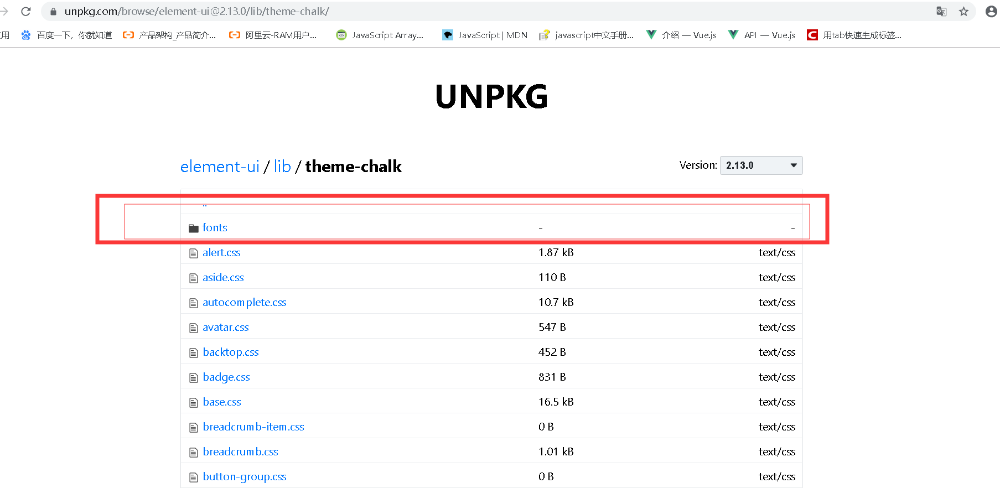 unpkg.com/browse/element-ui@2.13.0/lib/theme-chalk/
用 百度一下，你就知道 产品架构_产品简介... 阿里云-RAM用户... JavaScript Array... JavaScript | MDN javascript中文手册... 介绍 — Vue.js API — Vue.js 用tab快速生成标签...
UNPKG
element-ui / lib / theme-chalk Version: 2.13.0
..
fonts - -
alert.css 1.87 kB text/css
aside.css 110 B text/css
autocomplete.css 10.7 kB text/css
avatar.css 547 B text/css
backtop.css 452 B text/css
badge.css 831 B text/css
base.css 16.5 kB text/css
breadcrumb-item.css 0 B text/css
breadcrumb.css 1.01 kB text/css
button-group.css 0 B text/css